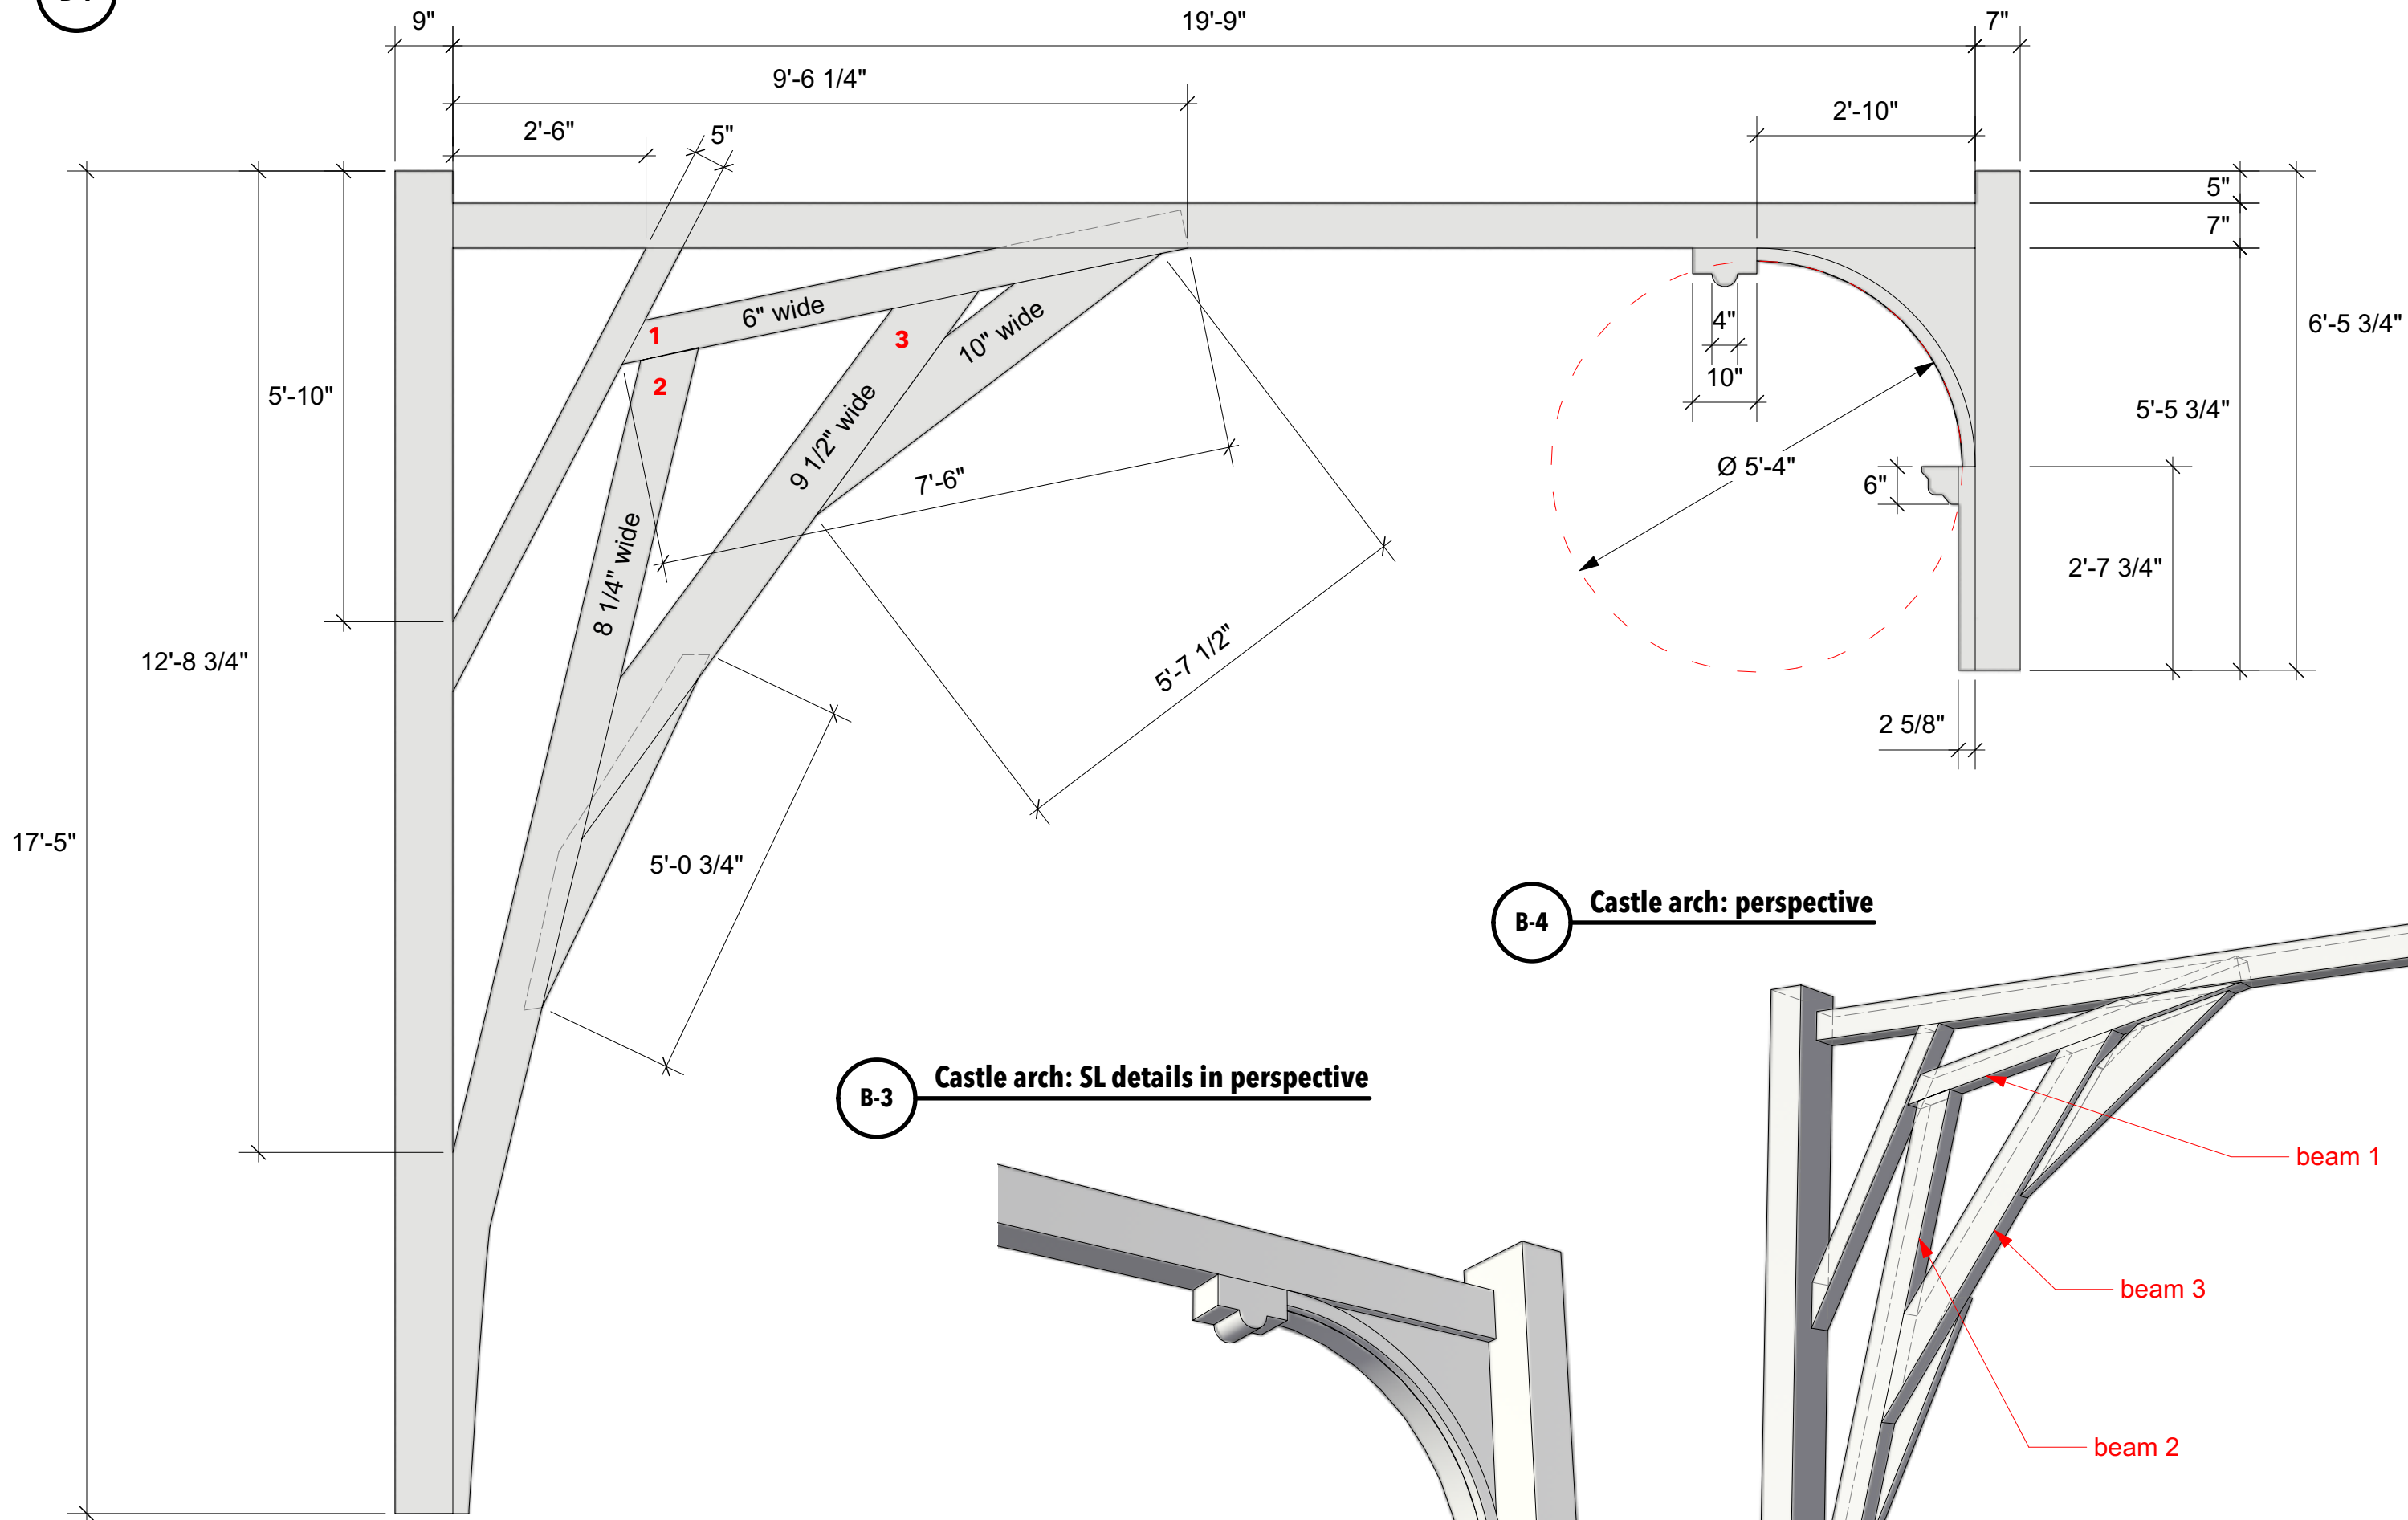 9"
19'-9"
7"
9'-6 1/4"
2'-6"
5"
2'-10"
5"
7"
6'-5 3/4"
6" wide
1
3
10" wide
4"
10"
2
5'-10"
5'-5 3/4"
9 1/2" wide
7'-6"
Ø 5'-4"
6"
8 1/4" wide
2'-7 3/4"
12'-8 3/4"
5'-7 1/2"
2 5/8"
17'-5"
5'-0 3/4"
B-4
Castle arch: perspective
B-3
Castle arch: SL details in perspective
beam 1
beam 3
beam 2